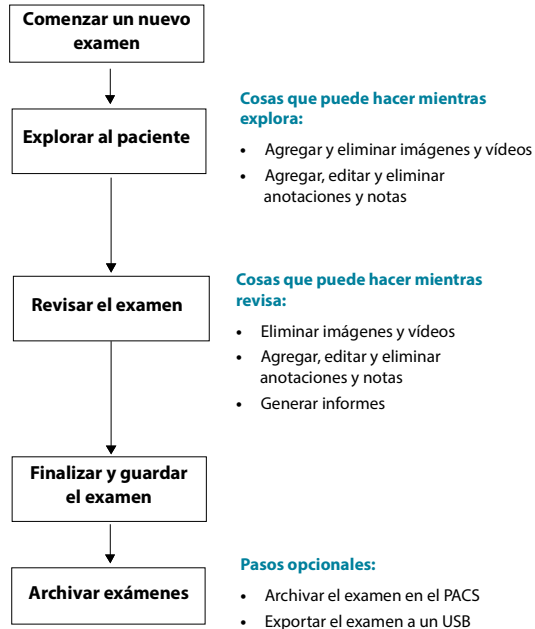 Comenzar un nuevo
examen
Explorar al paciente
Cosas que puede hacer mientras
explora:
• Agregar y eliminar imágenes y vídeos
• Agregar, editar y eliminar
anotaciones y notas
Revisar el examen
Cosas que puede hacer mientras
revisa:
• Eliminar imágenes y vídeos
• Agregar, editar y eliminar
anotaciones y notas
• Generar informes
Finalizar y guardar
el examen
Archivar exámenes
Pasos opcionales:
• Archivar el examen en el PACS
• Exportar el examen a un USB